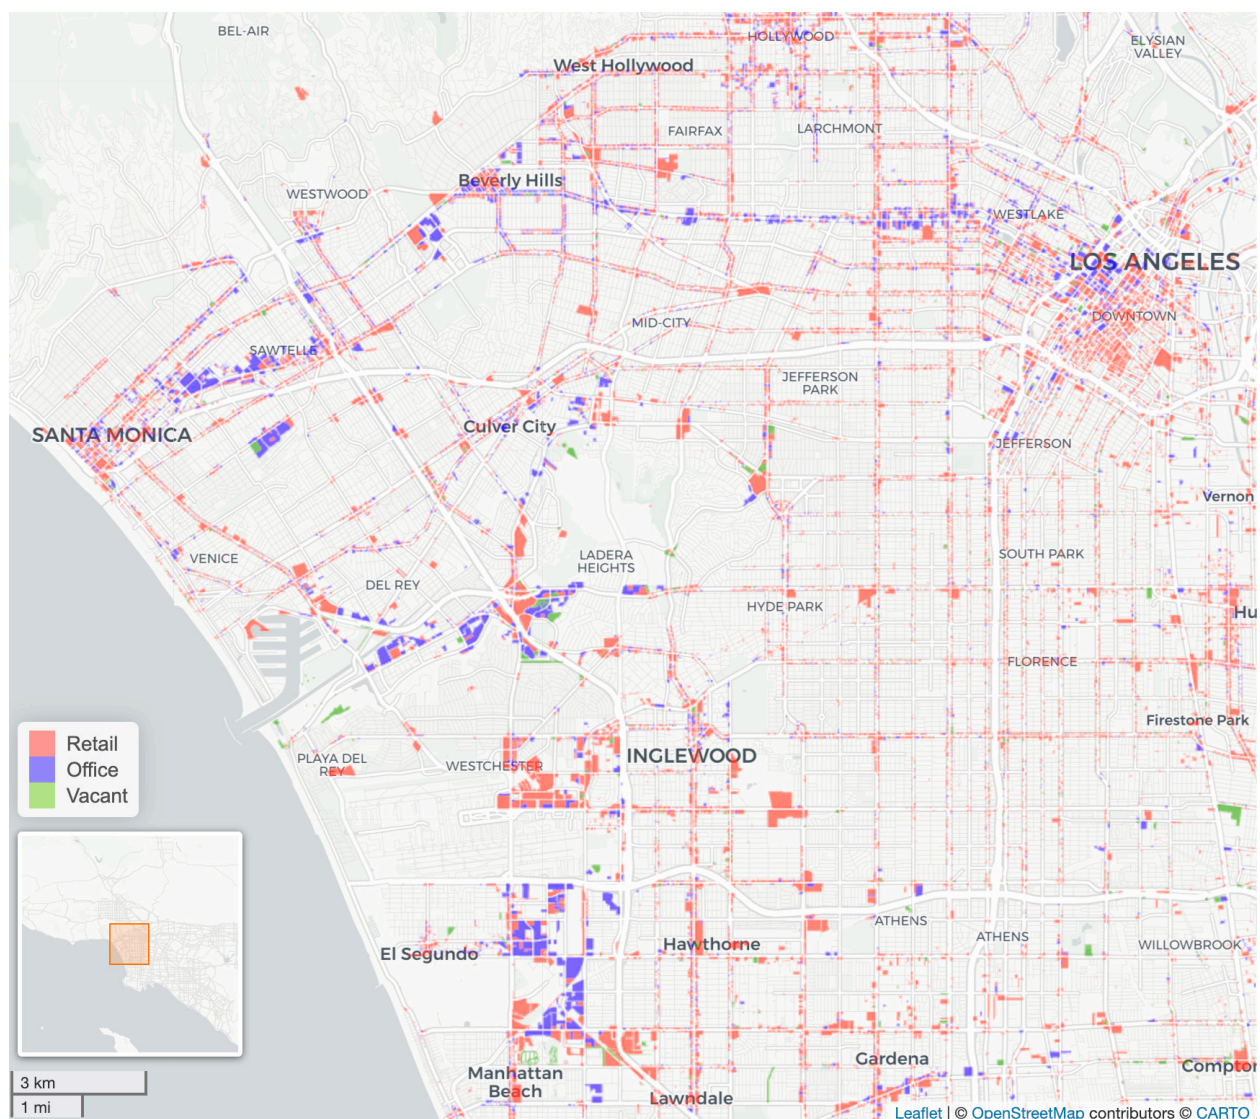 BEL-AIR
HOLLYWOOD
ELYSIAN
VALLEY
West Hollywood
FAIRFAX
LARCHMONT
Beverly Hills
WESTWOOD
WESTLAKE
LOS ANGELES
DOWNTOWN
MID-CITY
SAWTELLE
JEFFERSON
PARK
Culver City
SANTA MONICA
JEFFERSON
Vernon
VENICE
LADERA
HEIGHTS
SOUTH PARK
DEL REY
HYDE PARK
Hu
FLORENCE
Firestone Park
Retail
Office
Vacant
PLAYA DEL
REY
WESTCHESTER
INGLEWOOD
ATHENS
ATHENS
El Segundo
Hawthorne
WILLOWBROOK
Gardena
Compton
Manhattan
Beach
Lawndale
3 km
1 mi
Leaflet | © OpenStreetMap contributors © CARTO